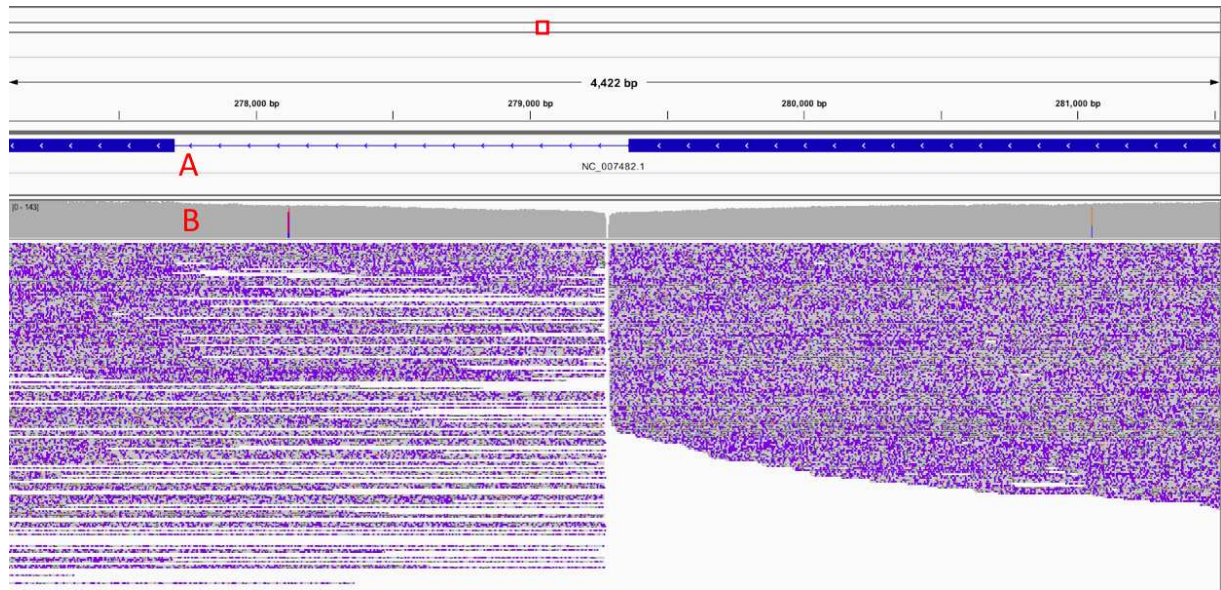 4,422 bp
278,000 bp 279,000 bp 280,000 bp 281,000 bp
A
NC_007482.1
[0 - 143]
B